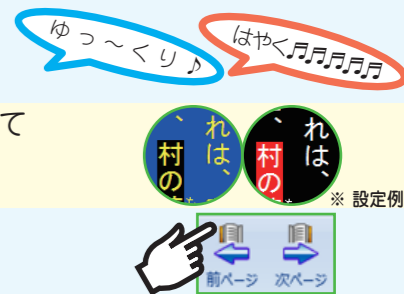 ゆっ～くり♪
はやく♬♬♬♬♬
て
、れは、
村の
、れは、
村の
※ 設定例
前ページ 次ページ